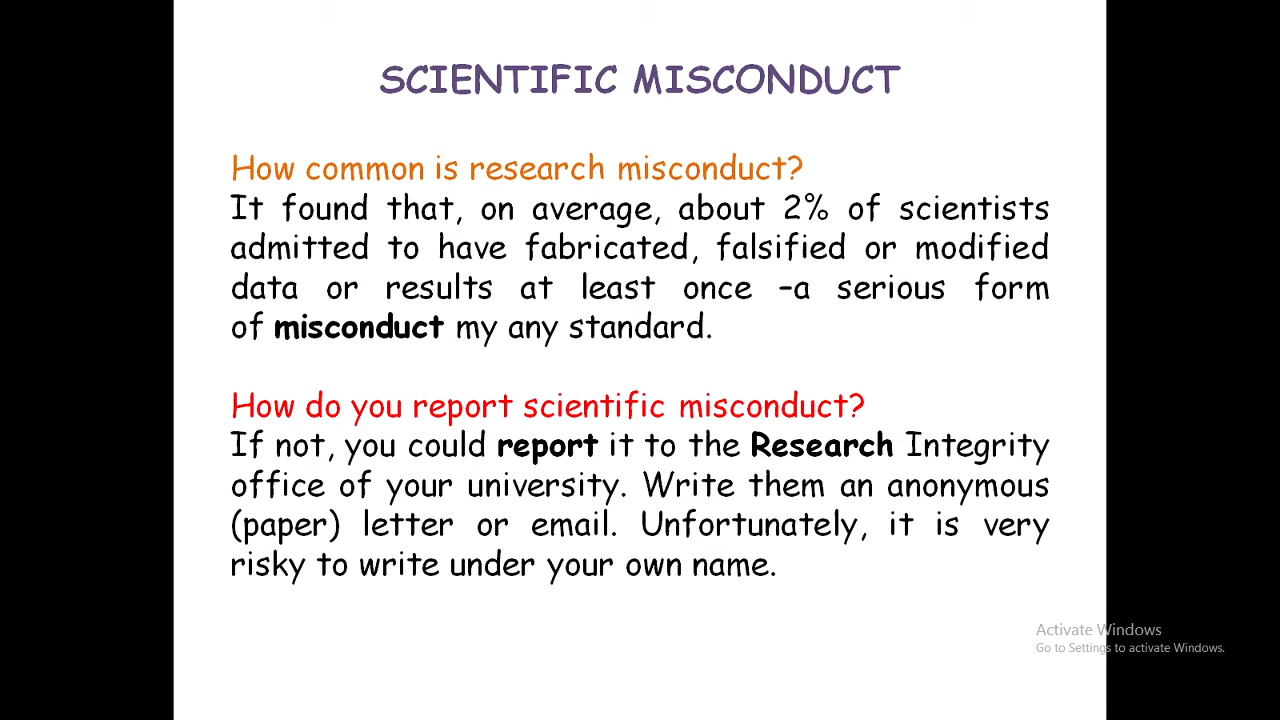 SCIENTIFIC MISCONDUCT
How common is research misconduct?
It found that, on average, about 2% of scientists
admitted to have fabricated, falsified or modified
data or results at least once –a serious form
of misconduct my any standard.
How do you report scientific misconduct?
If not, you could report it to the Research Integrity
office of your university. Write them an anonymous
(paper) letter or email. Unfortunately, it is very
risky to write under your own name.
Activate Windows
Go to Settings to activate Windows.